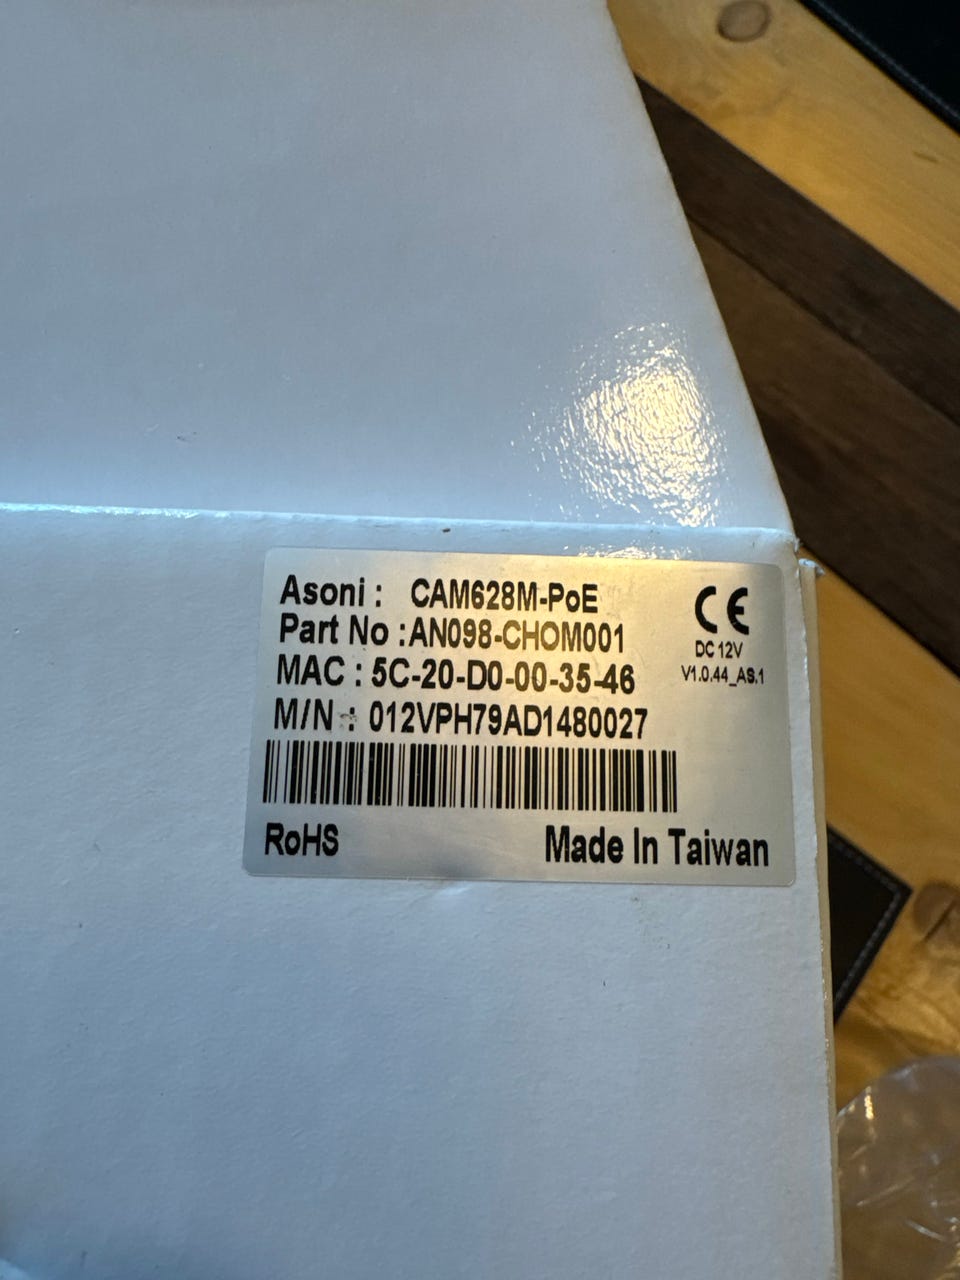 Asoni : CAM628M-PoE
Part No : AN098-CHOM001
MAC : 5C-20-D0-00-35-46
M/N : 012VPH79AD1480027
CE
DC 12V
V1.0.44_AS.1
RoHS
Made In Taiwan